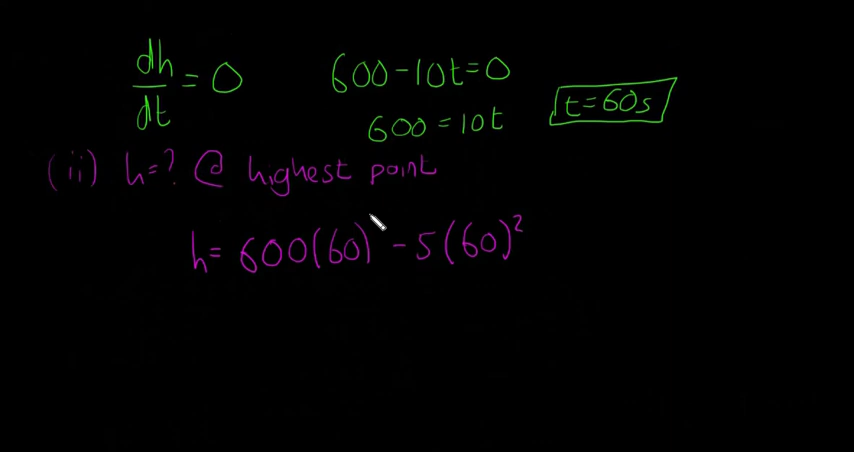 dh/dt = 0    600 - 10t = 0
600 = 10t    t = 60s
(ii) h = ? @ highest point
h = 600(60) - 5(60)²